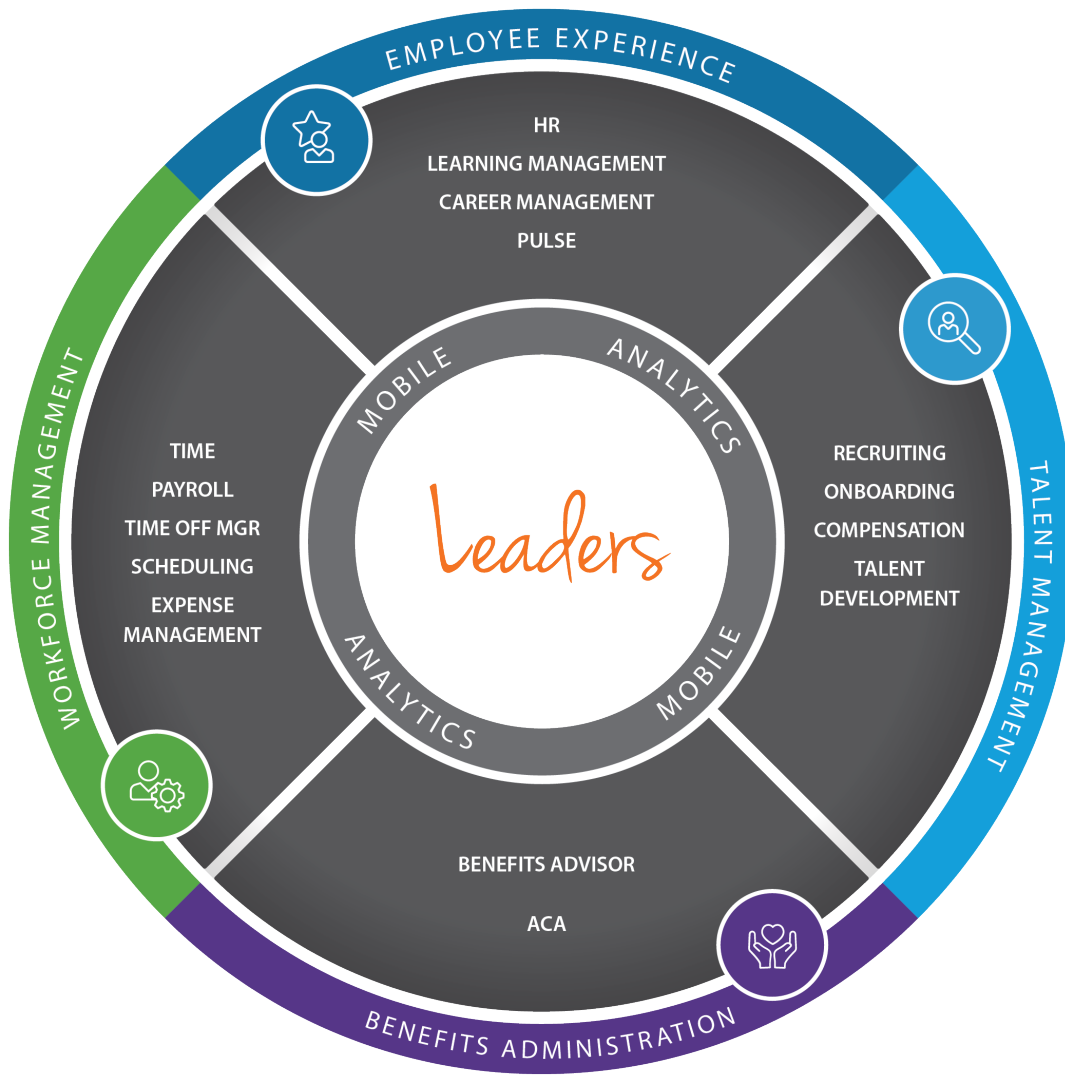 EMPLOYEE EXPERIENCE
HR
LEARNING MANAGEMENT
CAREER MANAGEMENT
PULSE
TALENT MANAGEMENT
RECRUITING
ONBOARDING
COMPENSATION
TALENT
DEVELOPMENT
BENEFITS ADMINISTRATION
BENEFITS ADVISOR
ACA
WORKFORCE MANAGEMENT
TIME
PAYROLL
TIME OFF MGR
SCHEDULING
EXPENSE
MANAGEMENT
MOBILE
ANALYTICS
MOBILE
ANALYTICS
Leaders